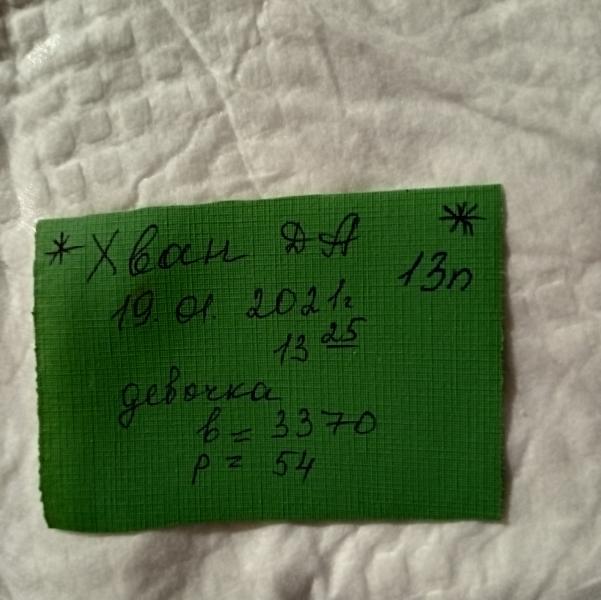 * Хван ДА *
13п
19.01.2021г
13 25
девочка
в = 3370
р = 54